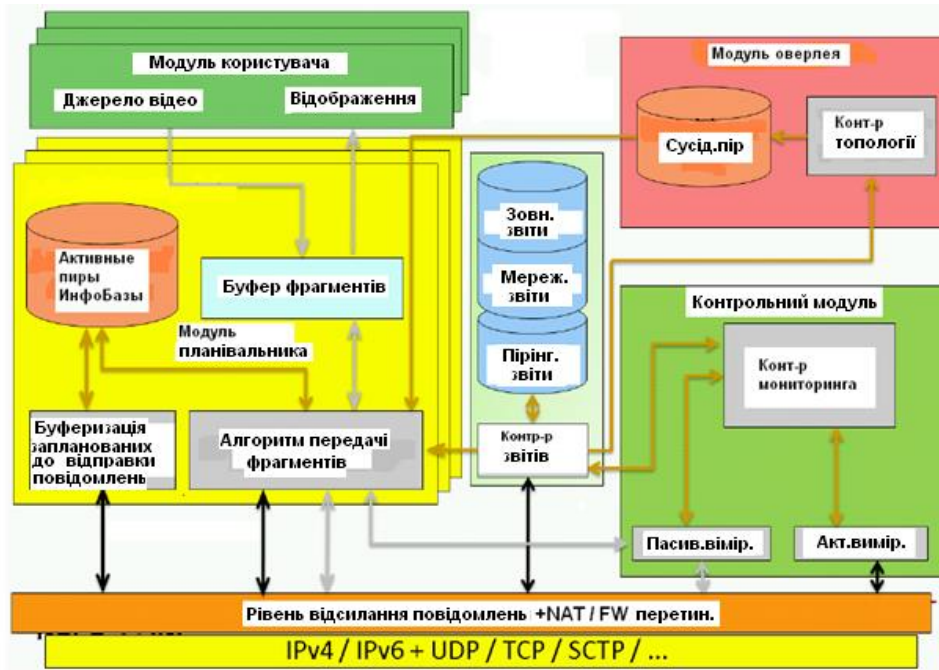 Модуль користувача
Джерело відео
Відображення
Модуль оверлея
Сусід.пір
Конт-р
топології
Активные
пиры
ИнфоБазы
Буфер фрагментів
Модуль
планівальника
Буферизація
запланованих
до відправки
повідомлень
Алгоритм передачі
фрагментів
Зовн.
звіти
Мереж.
звіти
Пірінг.
звіти
Контр-р
звітів
Контрольний модуль
Конт-р
мониторинга
Пасив.вімір.
Акт.вимір.
Рівень відсилання повідомлень +NAT / FW перетин.
IPv4 / IPv6 + UDP / TCP / SCTP / ...